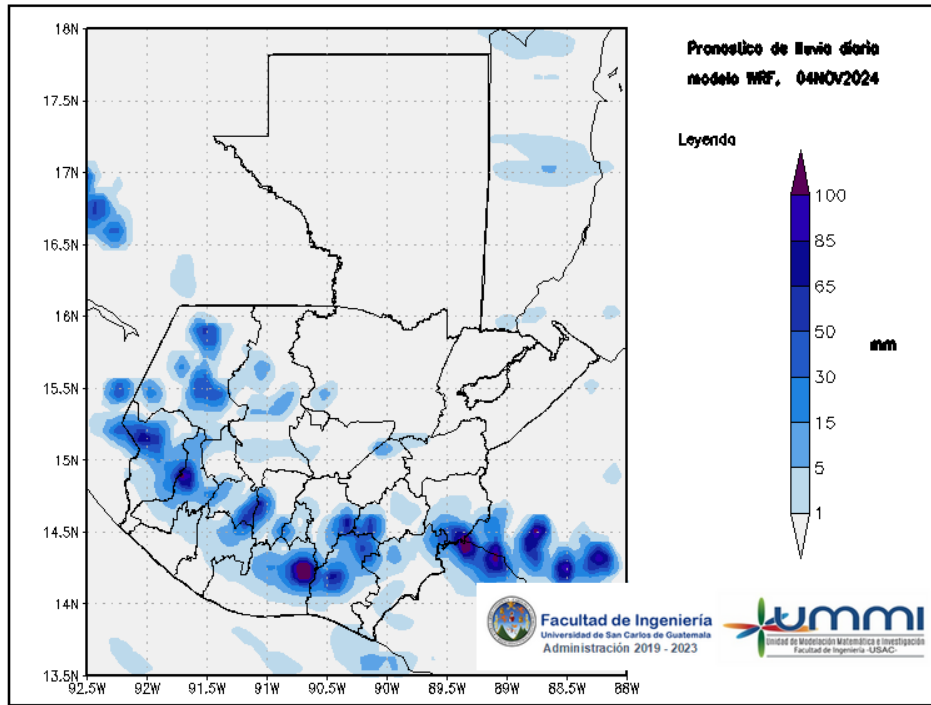 Pronostico de lluvia diaria
modelo WRF, 04NOV2024
Leyenda
100
85
65
50
30
15
5
1
mm
18N
17.5N
17N
16.5N
16N
15.5N
15N
14.5N
14N
13.5N
92.5W
92W
91.5W
91W
90.5W
90W
89.5W
89W
88.5W
88W
Facultad de Ingeniería
Universidad de San Carlos de Guatemala
Administración 2019 - 2023
UMMI
Unidad de Modelación Matemática e Investigación
Facultad de Ingeniería -USAC-